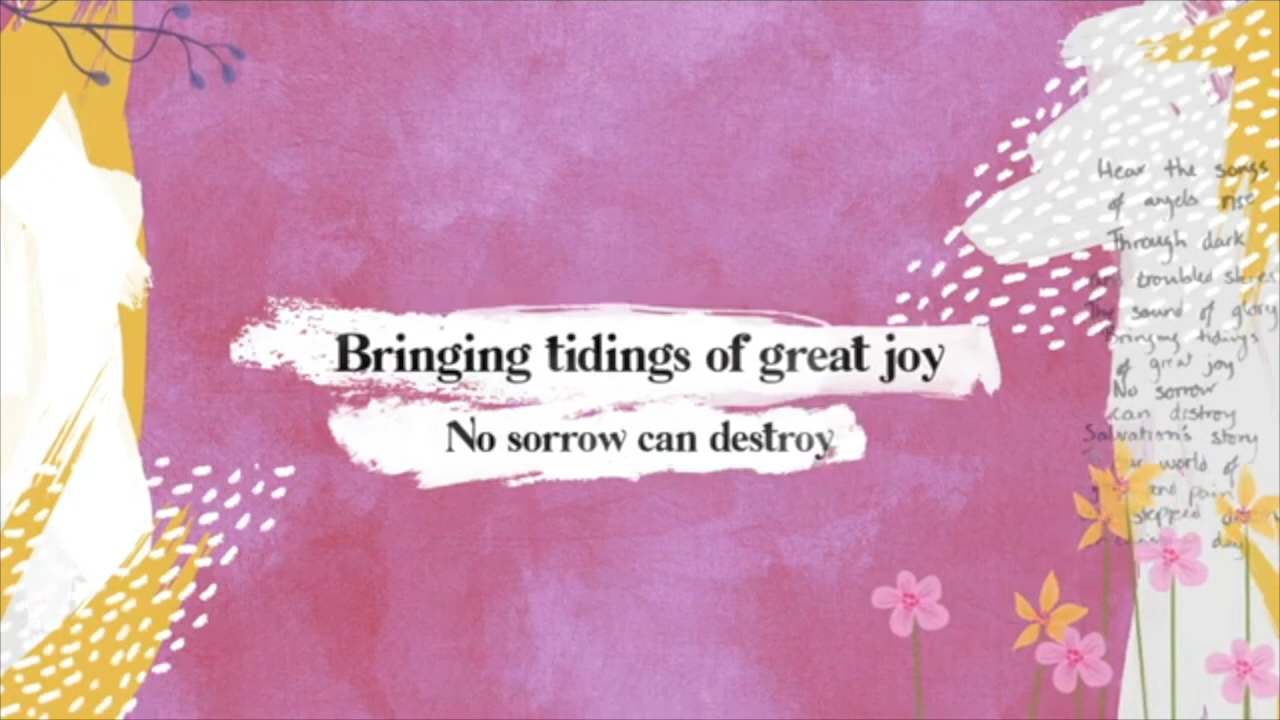 Bringing tidings of great joy
No sorrow can destroy
Hear the songs
of angels rise
Through dark
troubled
The sound of glory
Bringing tidings
of great joy
No sorrow
can destroy
Salvation's story
world of
and pain
stepped
day